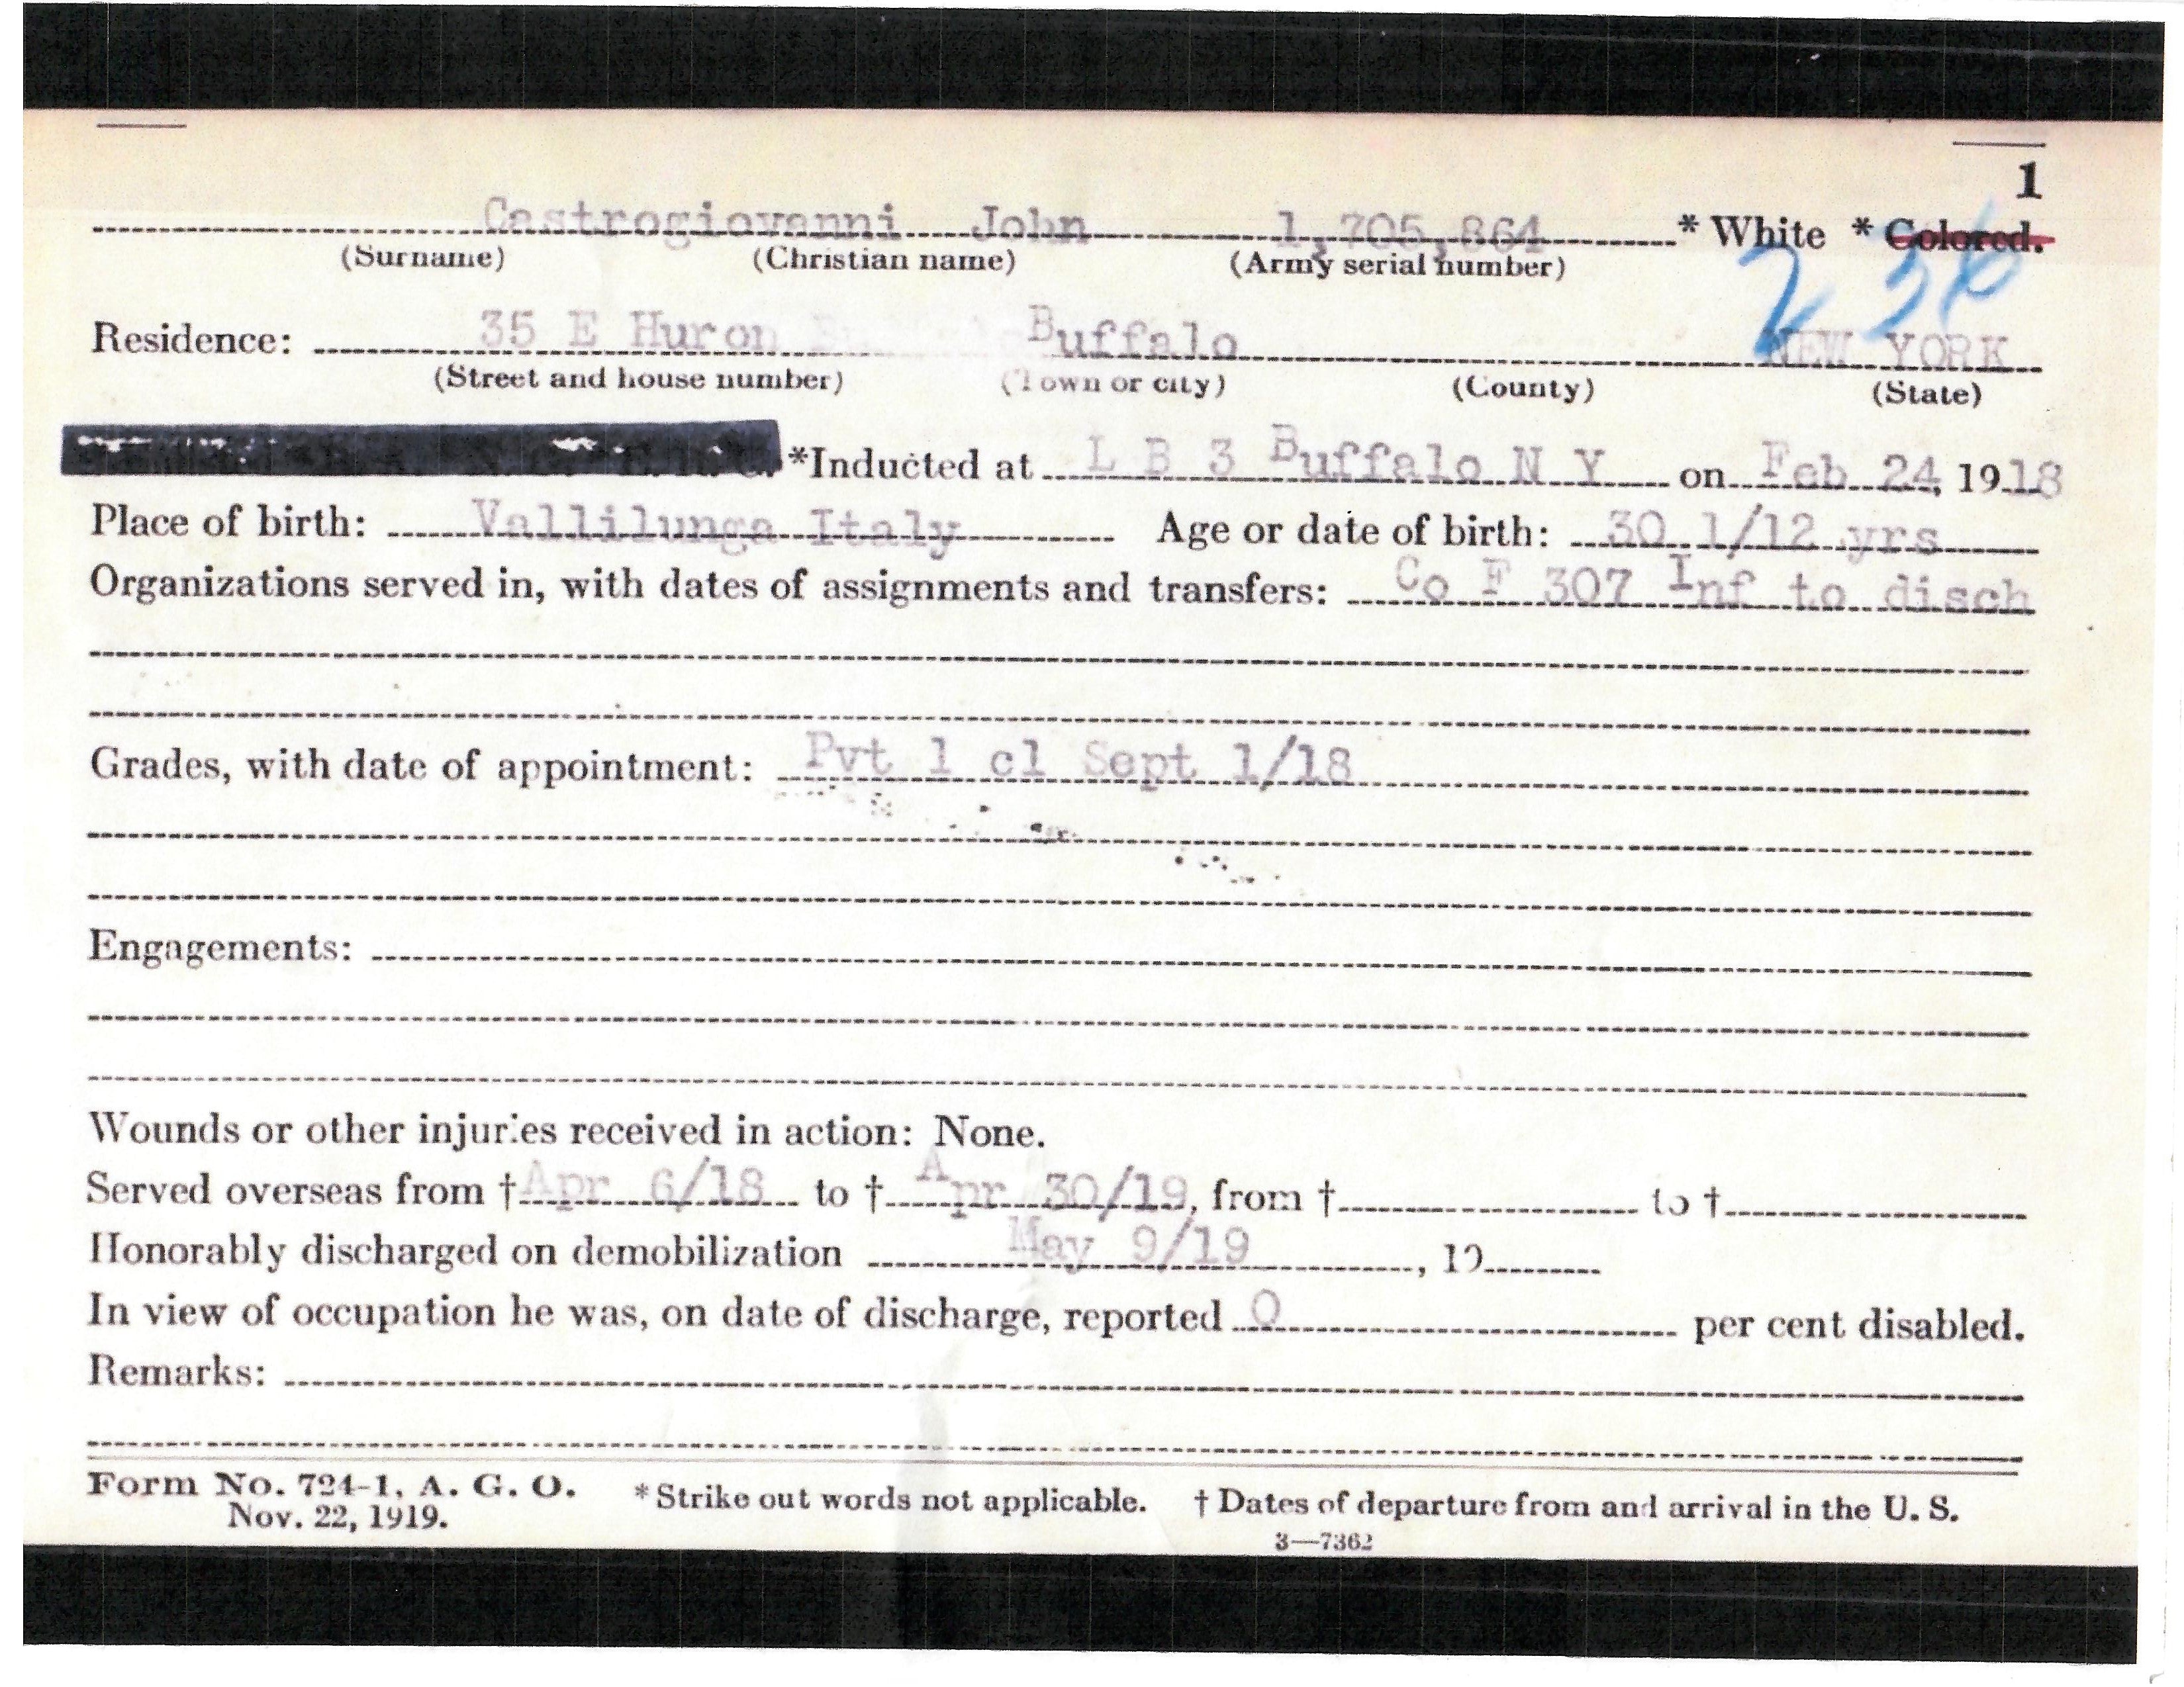 1
Castrogiovanni John 1,705,864 * White * Colored.
(Surname) (Christian name) (Army serial number)
Residence: 35 E Huron Buffalo NEW YORK
(Street and house number) (Town or city) (County) (State)
*Inducted at L B 3 Buffalo N Y on Feb 24, 1918
Place of birth: Vallilunga Italy Age or date of birth: 30 1/12 yrs
Organizations served in, with dates of assignments and transfers: Co F 307 Inf to disch
Grades, with date of appointment: Pvt 1 cl Sept 1/18
Engagements:
Wounds or other injuries received in action: None.
Served overseas from † Apr 6/18 to † Apr 30/19, from † to †
Honorably discharged on demobilization May 9/19, 19
In view of occupation he was, on date of discharge, reported 0 per cent disabled.
Remarks:
Form No. 724-1, A. G. O. *Strike out words not applicable. † Dates of departure from and arrival in the U. S.
Nov. 22, 1919.
3—7362